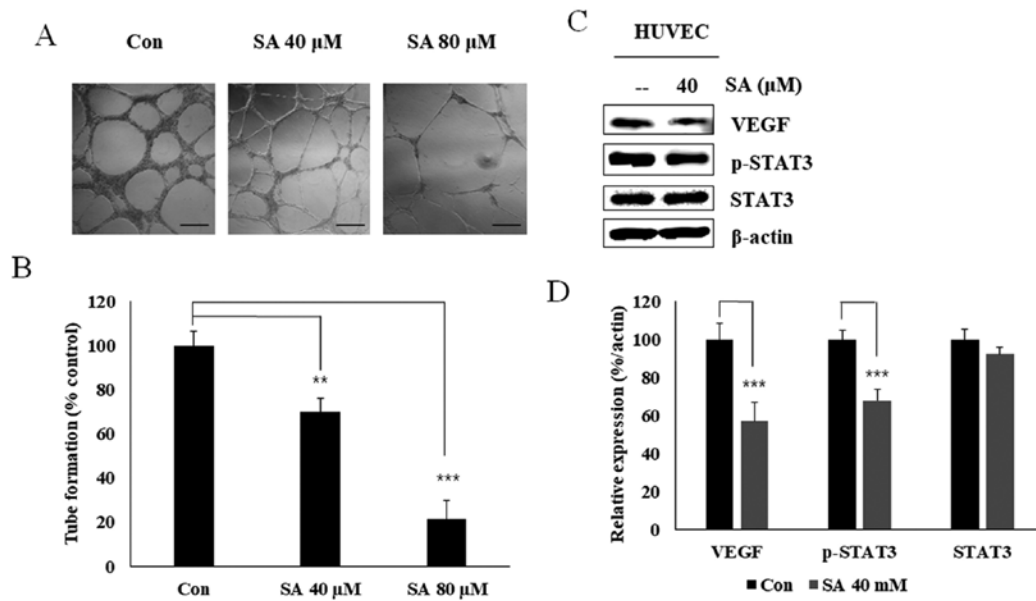 A
Con
SA 40 μM
SA 80 μM
B
Tube formation (% control)
120
100
80
60
40
20
0
**
***
Con
SA 40 μM
SA 80 μM
C
HUVEC
-- 40 SA (μM)
VEGF
p-STAT3
STAT3
β-actin
D
Relative expression (%/actin)
120
100
80
60
40
20
0
***
***
VEGF
p-STAT3
STAT3
Con
SA 40 mM